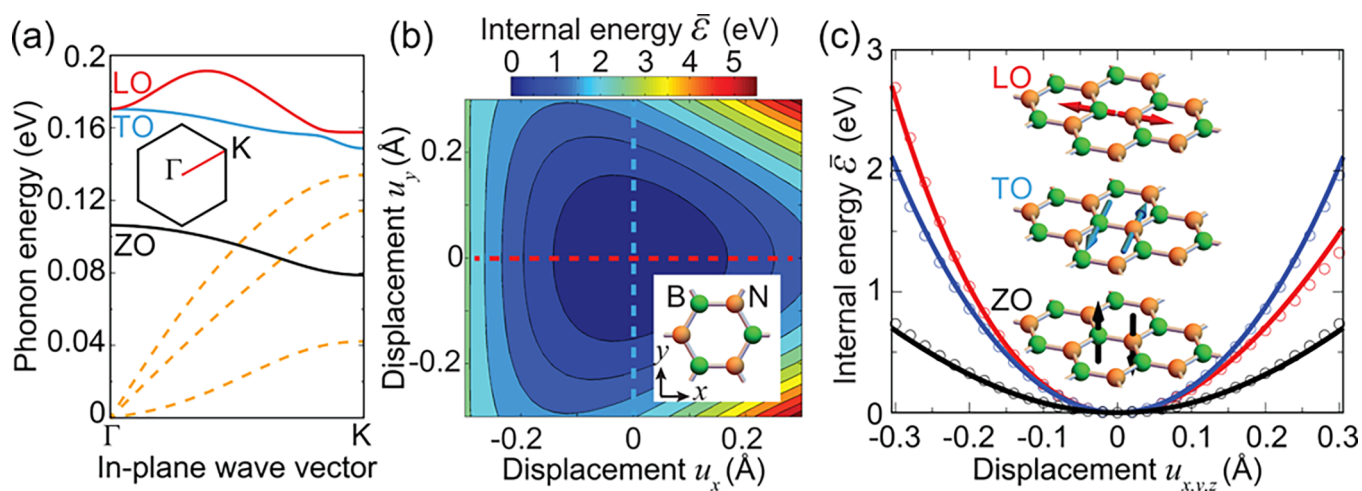 (a)
0.2
0.16
0.12
0.08
0.04
0
Phonon energy (eV)
LO
TO
ZO
Γ
K
Γ
K
In-plane wave vector
(b)
Internal energy ε̄ (eV)
0 1 2 3 4 5
0.2
0
-0.2
Displacement u_y (Å)
B
N
y
x
-0.2 0 0.2
Displacement u_x (Å)
(c)
3
2
1
0
Internal energy ε̄ (eV)
LO
TO
ZO
-0.3 -0.2 -0.1 0 0.1 0.2 0.3
Displacement u_x,y,z (Å)